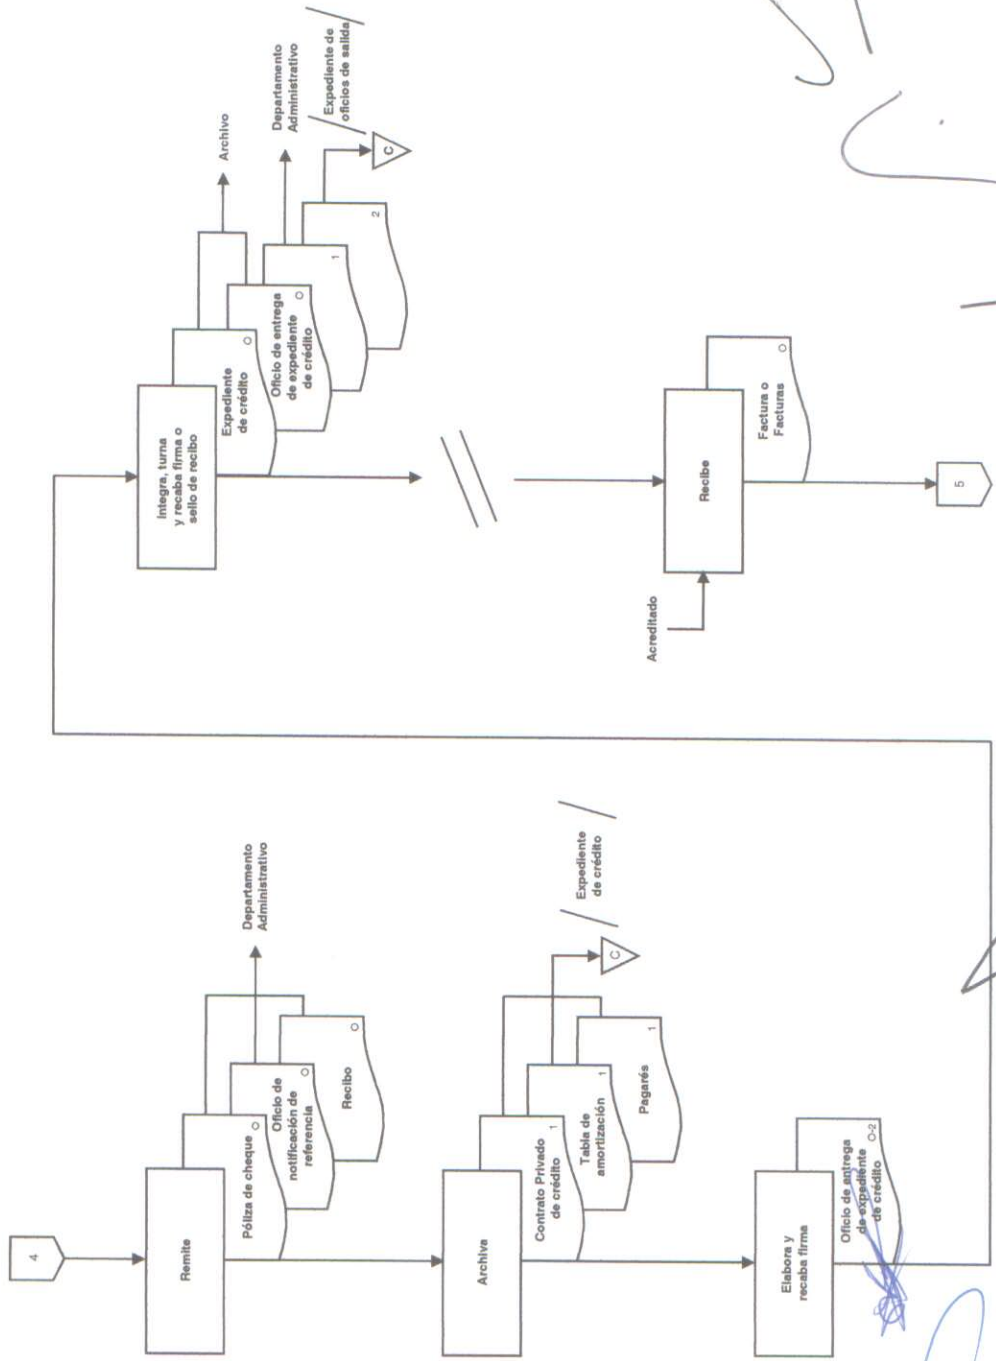 4
Remite
Póliza de cheque
O
Oficio de
notificación de
referencia
O
Recibo
O
Departamento
Administrativo
Archiva
Contrato Privado
de crédito
1
Tabla de
amortización
1
Pagarés
1
C
Expediente
de crédito
Elabora y
recaba firma
Oficio de entrega
de expediente
de crédito
O-2
Integra, turna
y recaba firma o
sello de recibo
Expediente
de crédito
O
Oficio de entrega
de expediente
de crédito
O
1
2
Archivo
Departamento
Administrativo
C
Expediente de
oficios de salida
Acreditado
Recibe
Factura o
Facturas
O
5